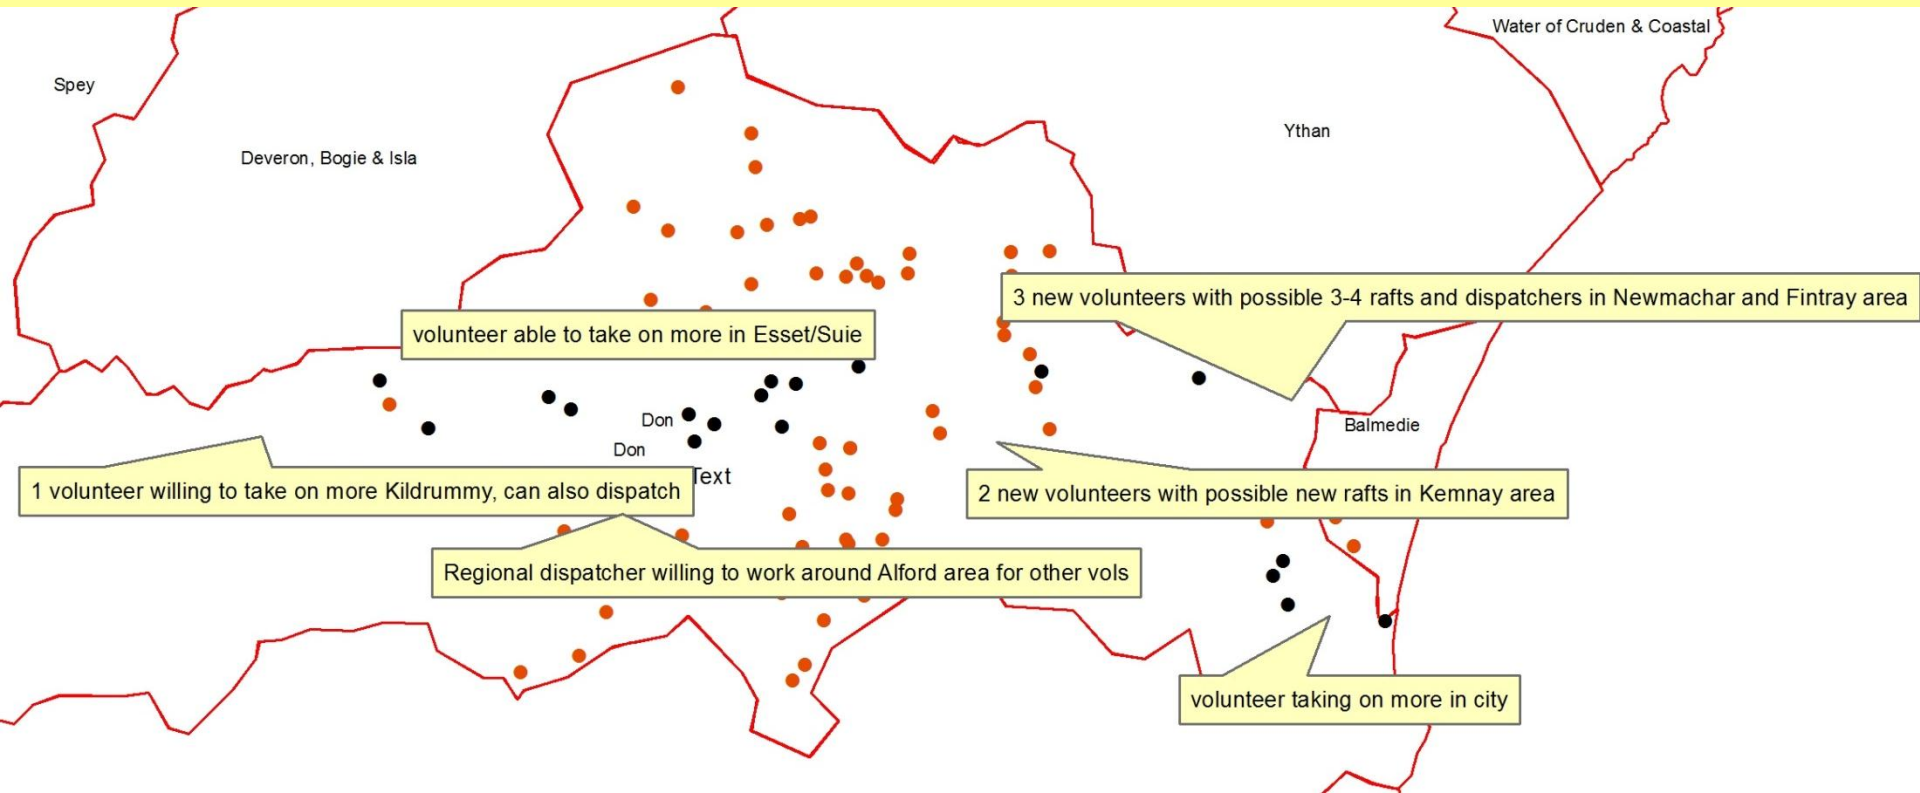 Water of Cruden & Coastal
Spey
Ythan
Deveron, Bogie & Isla
3 new volunteers with possible 3-4 rafts and dispatchers in Newmachar and Fintray area
volunteer able to take on more in Esset/Suie
Don
Balmedie
Don
Text
1 volunteer willing to take on more Kildrummy, can also dispatch
2 new volunteers with possible new rafts in Kemnay area
Regional dispatcher willing to work around Alford area for other vols
volunteer taking on more in city